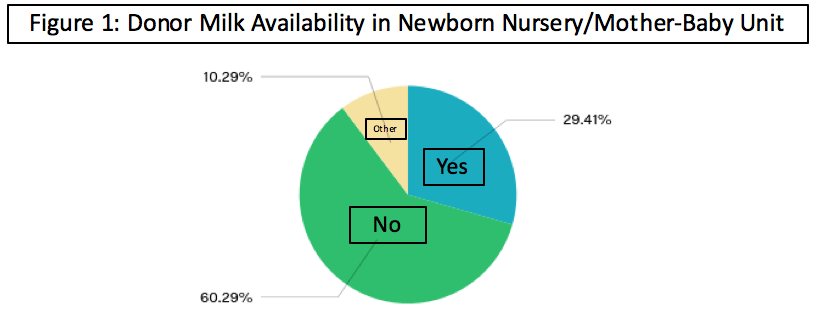 Figure 1: Donor Milk Availability in Newborn Nursery/Mother-Baby Unit
10.29%
Other
29.41%
Yes
No
60.29%